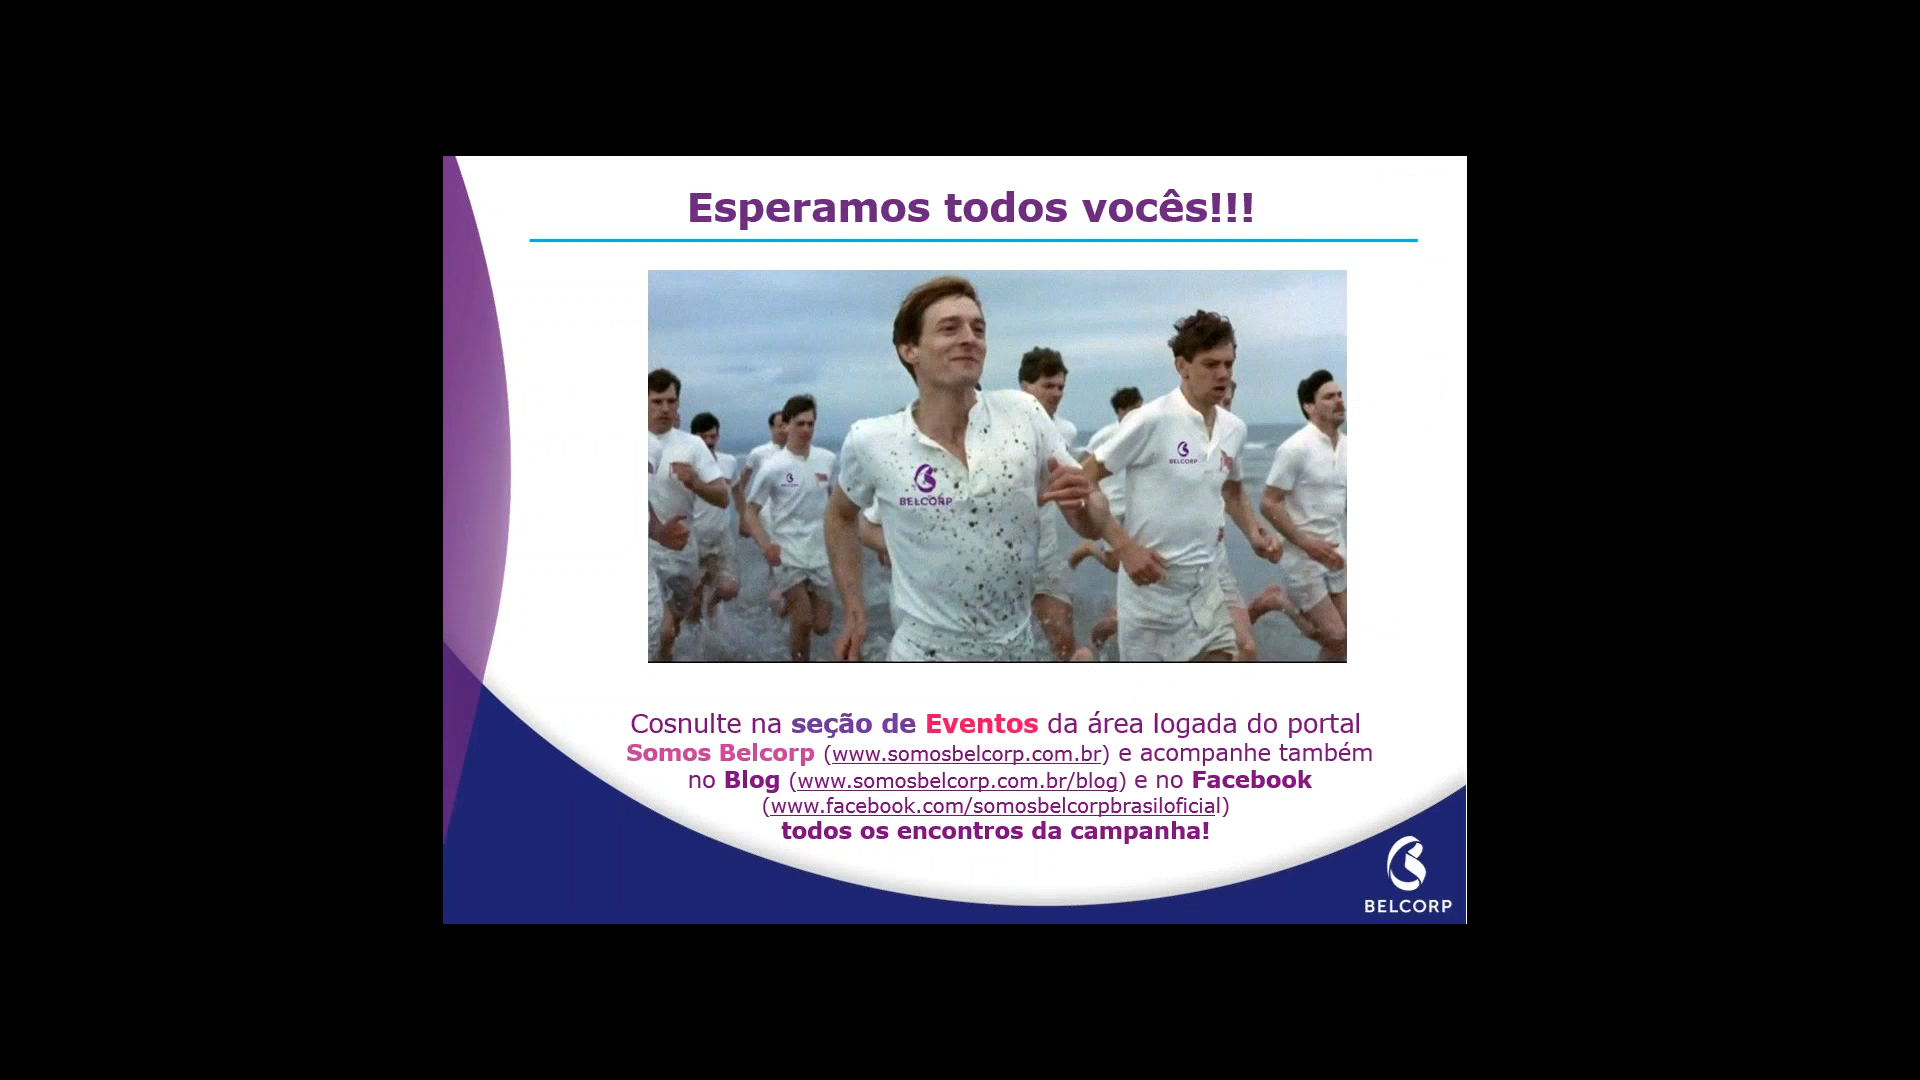 Esperamos todos vocês!!!
BELCORP
BELCORP
BELCORP
Cosnulte na seção de Eventos da área logada do portal
Somos Belcorp (www.somosbelcorp.com.br) e acompanhe também
no Blog (www.somosbelcorp.com.br/blog) e no Facebook
(www.facebook.com/somosbelcorpbrasiloficial)
todos os encontros da campanha!
BELCORP